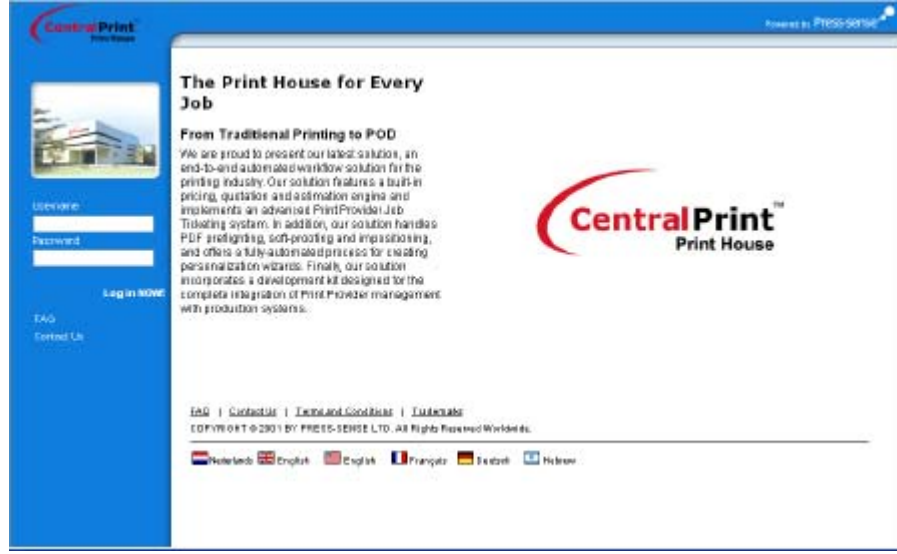 CentralPrint
Print House
Powered by Press-sense
The Print House for Every
Job
From Traditional Printing to POD
We are proud to present our latest solution, an
end-to-end automated workflow solution for the
printing industry. Our solution features a built-in
pricing, quotation and estimation engine and
implements an advanced Print Provider Job
Ticketing system. In addition, our solution handles
PDF preflighting, soft-proofing and impositioning,
and offers a fully-automated process for creating
personalization wizards. Finally, our solution
incorporates a development kit designed for the
complete integration of Print Provider management
with production systems.
Username
Password
Log in NOW!
FAQ
Contact Us
CentralPrint™
Print House
FAQ | Contact Us | Terms and Conditions | Trademarks
COPYRIGHT © 2001 BY PRESS-SENSE LTD. All Rights Reserved Worldwide.
Nederlands English English Français Deutsch Hebrew